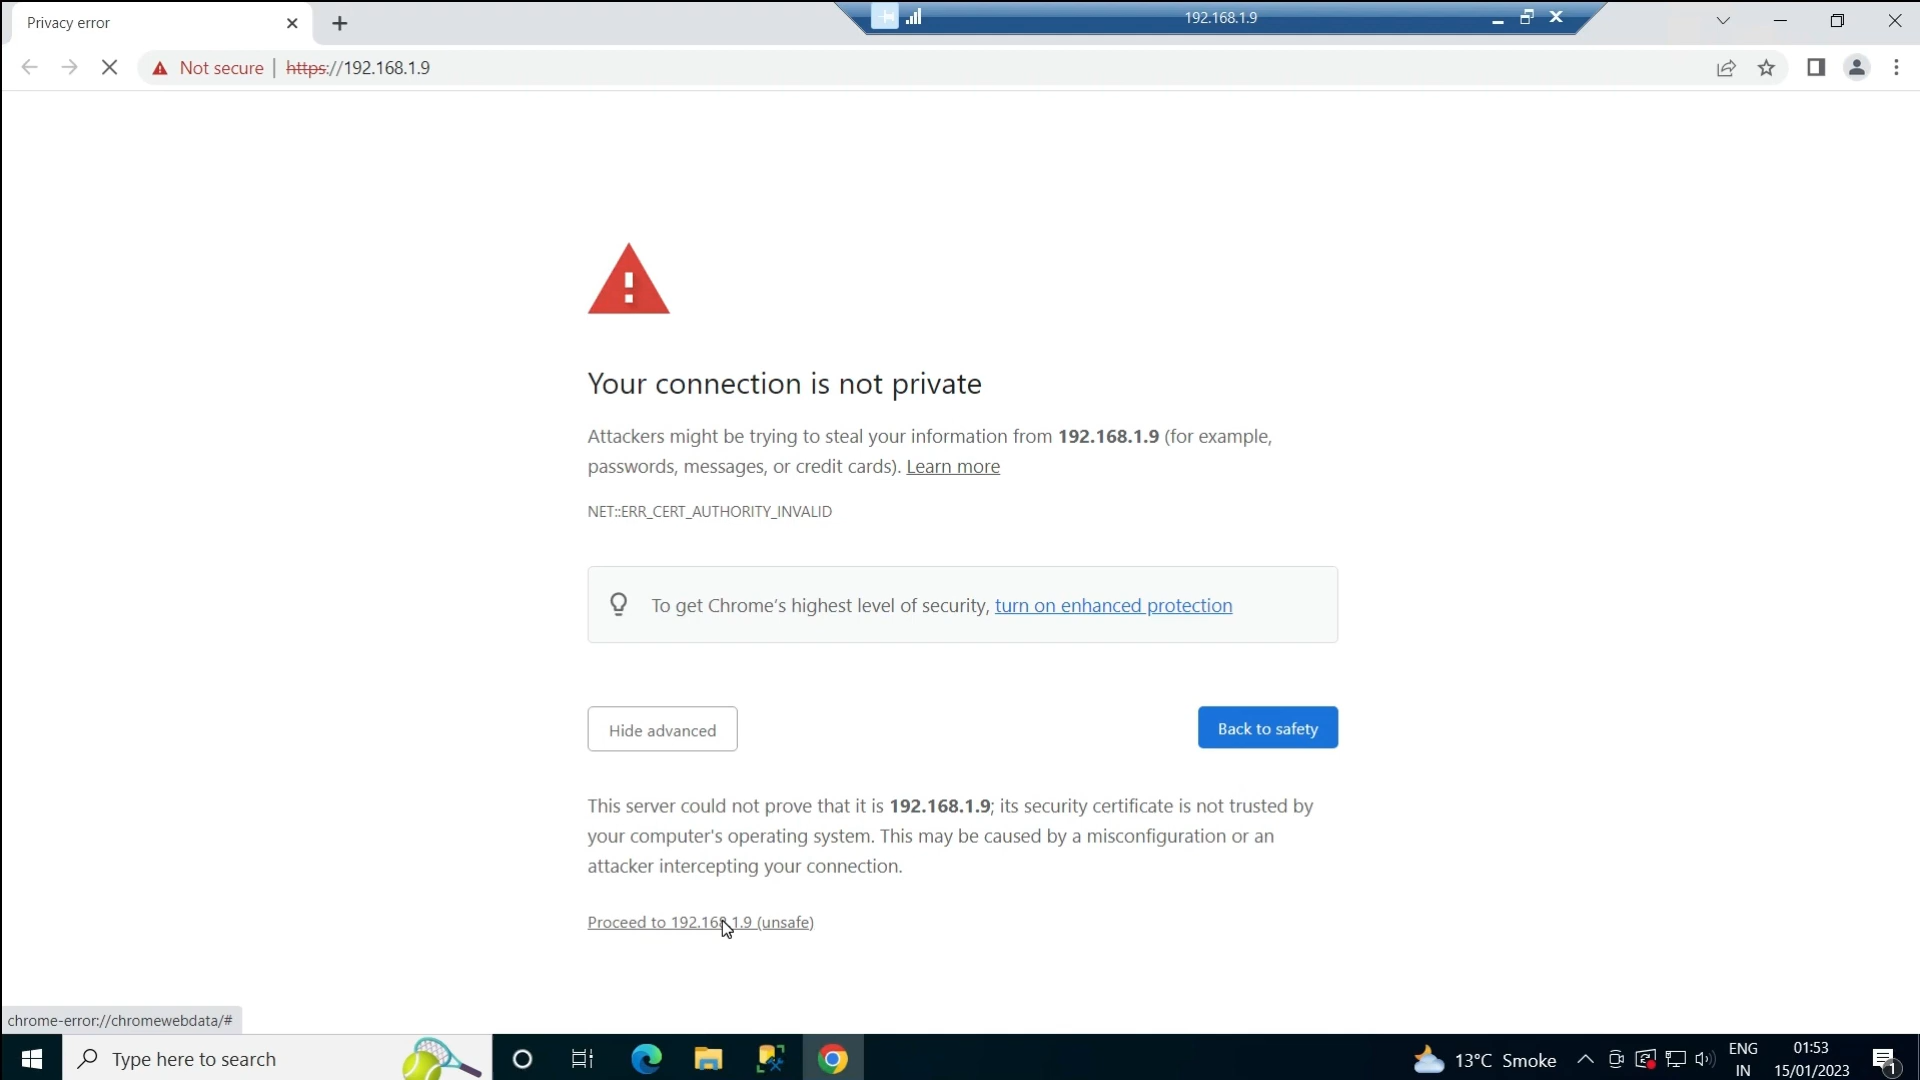 Privacy error
192.168.1.9
Not secure
https://192.168.1.9
Your connection is not private
Attackers might be trying to steal your information from 192.168.1.9 (for example,
passwords, messages, or credit cards). Learn more
NET::ERR_CERT_AUTHORITY_INVALID
To get Chrome’s highest level of security, turn on enhanced protection
Hide advanced
Back to safety
This server could not prove that it is 192.168.1.9; its security certificate is not trusted by
your computer's operating system. This may be caused by a misconfiguration or an
attacker intercepting your connection.
Proceed to 192.168.1.9 (unsafe)
chrome-error://chromewebdata/#
Type here to search
13°C Smoke
ENG
IN
01:53
15/01/2023
1